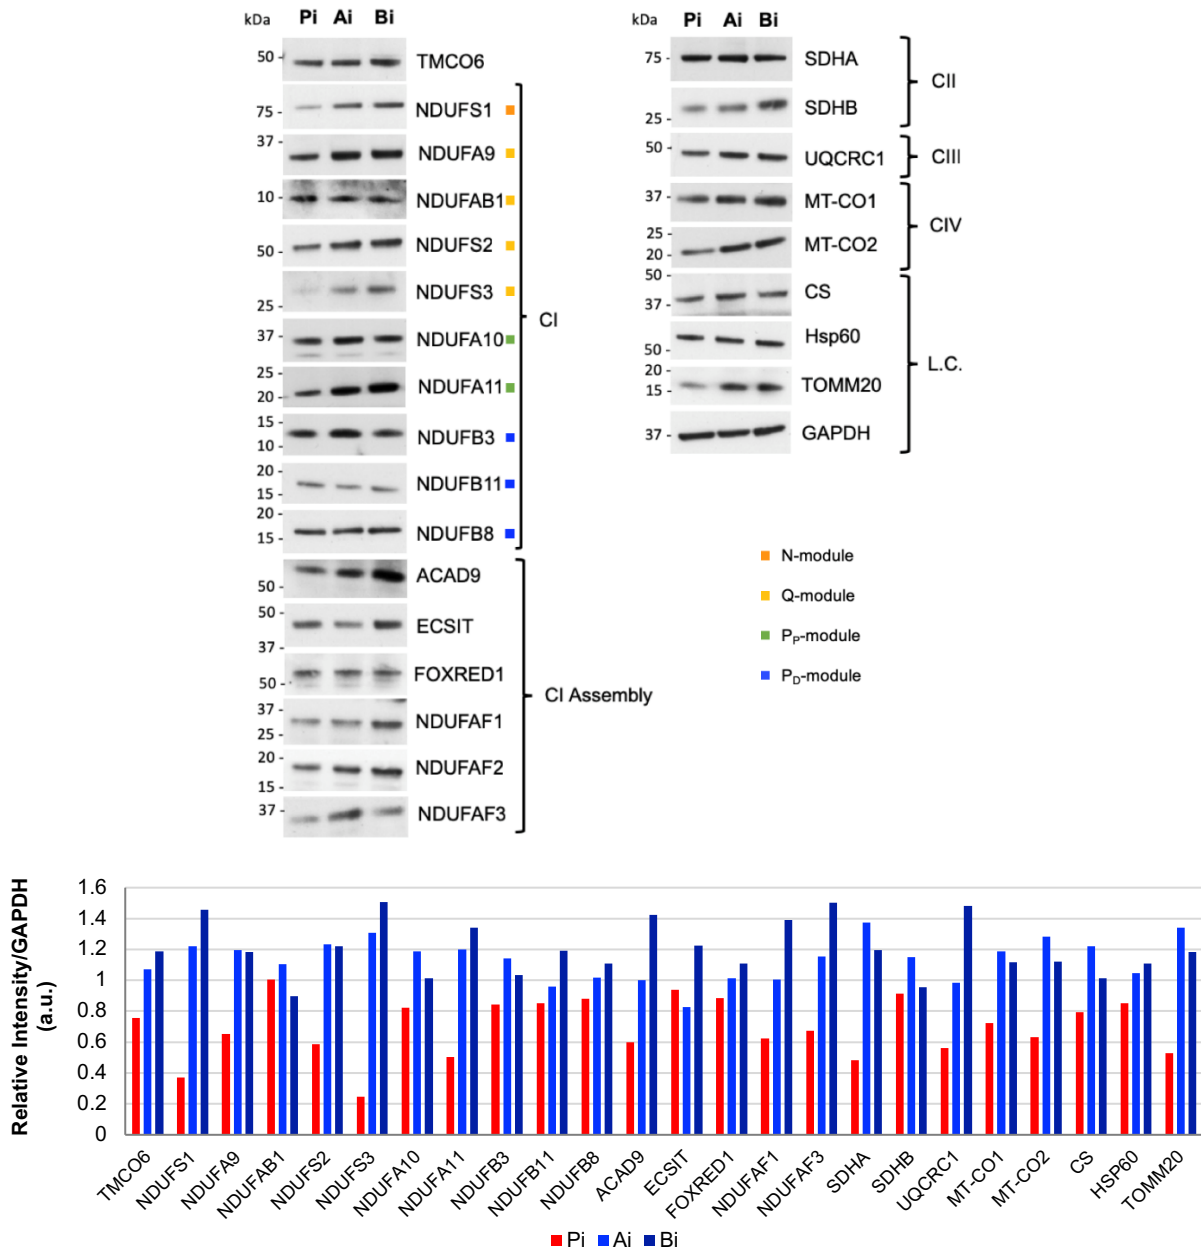 kDa Pi Ai Bi
50 - TMCO6
75 - NDUFS1
37 - NDUFA9
10 - NDUFAB1
50 - NDUFS2
25 - NDUFS3
37 - NDUFA10
25 -
20 - NDUFA11
15 - NDUFB3
10 -
20 - NDUFB11
15 -
20 -
15 - NDUFB8
CI
50 - ACAD9
50 - ECSIT
37 -
50 - FOXRED1
37 - NDUFAF1
25 -
20 - NDUFAF2
15 -
37 - NDUFAF3
CI Assembly
kDa Pi Ai Bi
75 - SDHA
25 - SDHB
CII
50 - UQCRC1
CIII
37 - MT-CO1
25 - MT-CO2
20 -
CIV
50 - CS
37 -
50 - Hsp60
20 - TOMM20
15 -
37 - GAPDH
L.C.
N-module
Q-module
PP-module
PD-module
Relative Intensity/GAPDH
(a.u.)
1.6
1.4
1.2
1
0.8
0.6
0.4
0.2
0
TMCO6
NDUFS1
NDUFA9
NDUFAB1
NDUFS2
NDUFS3
NDUFA10
NDUFA11
NDUFB3
NDUFB11
NDUFB8
ACAD9
ECSIT
FOXRED1
NDUFAF1
NDUFAF3
SDHA
SDHB
UQCRC1
MT-CO1
MT-CO2
CS
HSP60
TOMM20
Pi Ai Bi